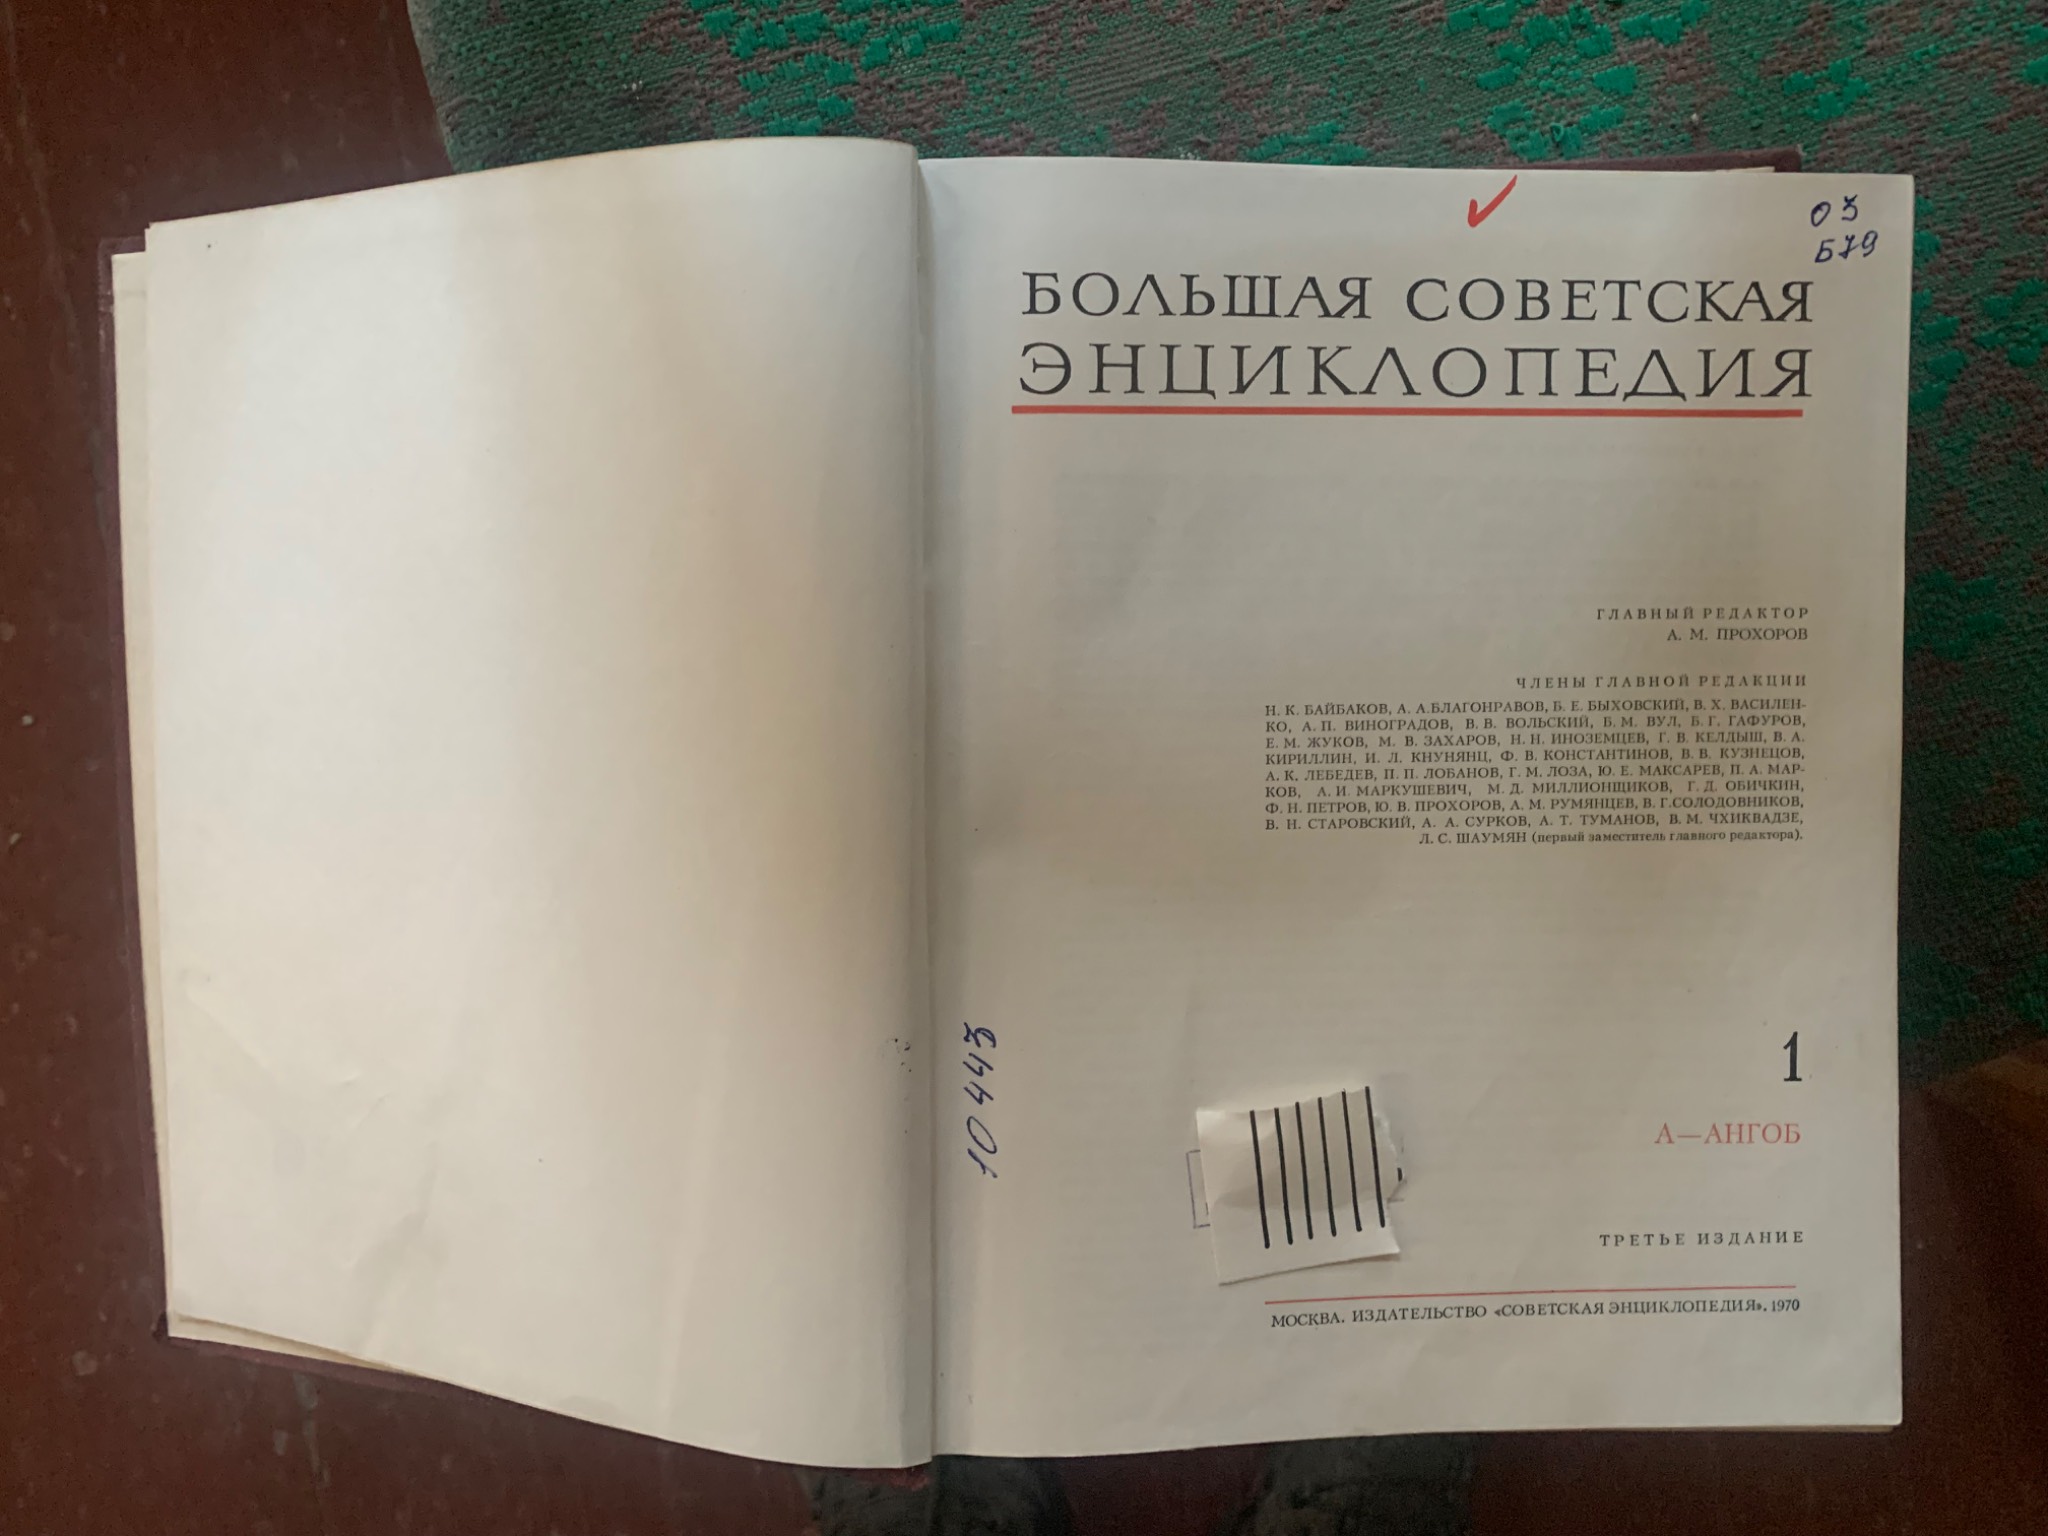 03
Б79
БОЛЬШАЯ СОВЕТСКАЯ
ЭНЦИКЛОПЕДИЯ
ГЛАВНЫЙ РЕДАКТОР
А. М. ПРОХОРОВ
ЧЛЕНЫ ГЛАВНОЙ РЕДАКЦИИ
Н. К. БАЙБАКОВ, А. А.БЛАГОНРАВОВ, Б. Е. БЫХОВСКИЙ, В. Х. ВАСИЛЕН-
КО, А. П. ВИНОГРАДОВ, В. В. ВОЛЬСКИЙ, Б. М. ВУЛ, Б. Г. ГАФУРОВ,
Е. М. ЖУКОВ, М. В. ЗАХАРОВ, Н. Н. ИНОЗЕМЦЕВ, Г. В. КЕЛДЫШ, В. А.
КИРИЛЛИН, И. Л. КНУНЯНЦ, Ф. В. КОНСТАНТИНОВ, В. В. КУЗНЕЦОВ,
А. К. ЛЕБЕДЕВ, П. П. ЛОБАНОВ, Г. М. ЛОЗА, Ю. Е. МАКСАРЕВ, П. А. МАР-
КОВ, А. И. МАРКУШЕВИЧ, М. Д. МИЛЛИОНЩИКОВ, Г. Д. ОБИЧКИН,
Ф. Н. ПЕТРОВ, Ю. В. ПРОХОРОВ, А. М. РУМЯНЦЕВ, В. Г.СОЛОДОВНИКОВ,
В. Н. СТАРОВСКИЙ, А. А. СУРКОВ, А. Т. ТУМАНОВ, В. М. ЧХИКВАДЗЕ,
Л. С. ШАУМЯН (первый заместитель главного редактора).
10443
1
А—АНГОБ
ТРЕТЬЕ ИЗДАНИЕ
МОСКВА. ИЗДАТЕЛЬСТВО «СОВЕТСКАЯ ЭНЦИКЛОПЕДИЯ». 1970